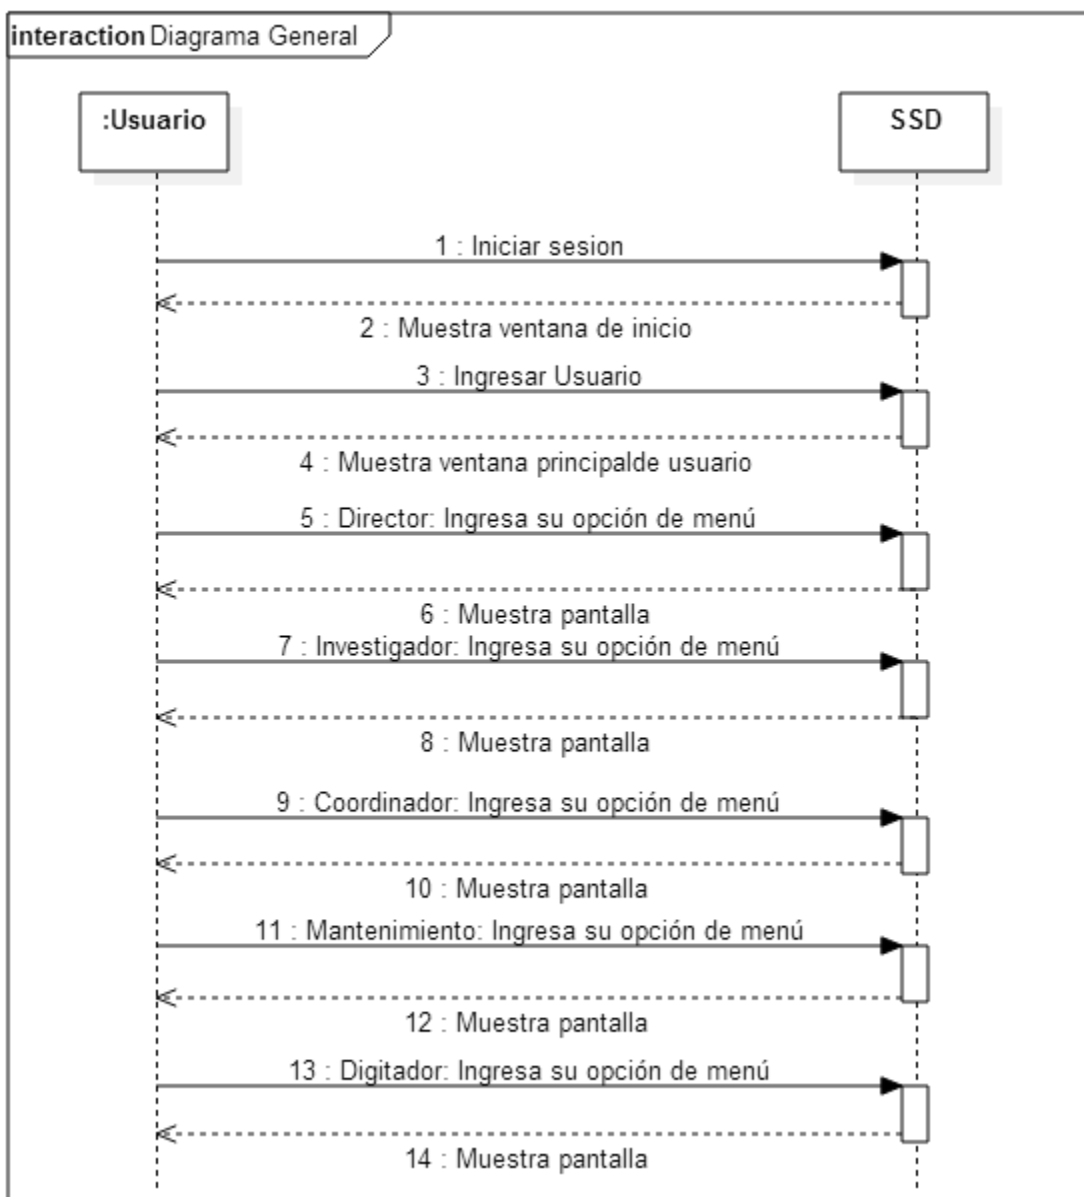 interaction Diagrama General
:Usuario
SSD
1 : Iniciar sesion
2 : Muestra ventana de inicio
3 : Ingresar Usuario
4 : Muestra ventana principalde usuario
5 : Director: Ingresa su opción de menú
6 : Muestra pantalla
7 : Investigador: Ingresa su opción de menú
8 : Muestra pantalla
9 : Coordinador: Ingresa su opción de menú
10 : Muestra pantalla
11 : Mantenimiento: Ingresa su opción de menú
12 : Muestra pantalla
13 : Digitador: Ingresa su opción de menú
14 : Muestra pantalla